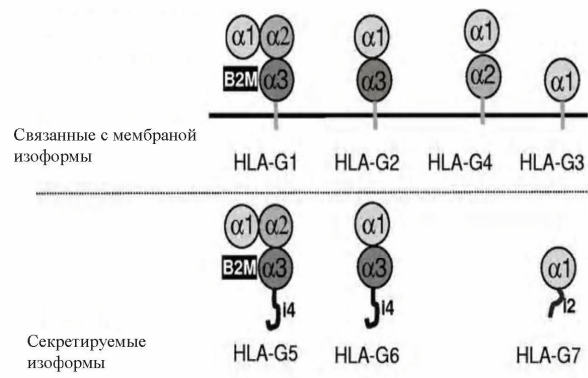 α1 α2 α1 α1
B2M α3 α3 α2 α1
Связанные с мембраной
изоформы
HLA-G1 HLA-G2 HLA-G4 HLA-G3
α1 α2 α1
B2M α3 α3 α1
i4 i4 i2
Секретируемые
изоформы
HLA-G5 HLA-G6 HLA-G7